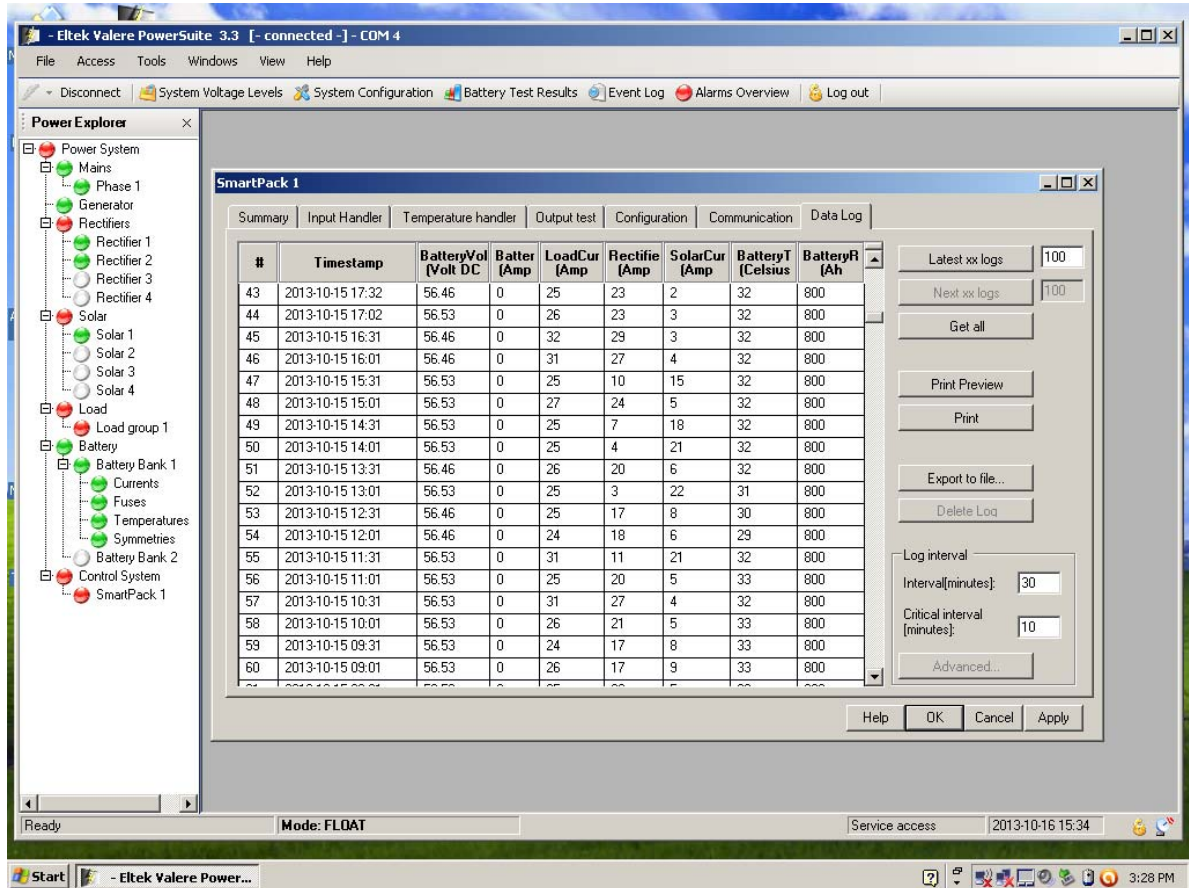 - Eltek Valere PowerSuite 3.3 [- connected -] - COM 4
File Access Tools Windows View Help
Disconnect System Voltage Levels System Configuration Battery Test Results Event Log Alarms Overview Log out
Power Explorer
Power System
Mains
Phase 1
Generator
Rectifiers
Rectifier 1
Rectifier 2
Rectifier 3
Rectifier 4
Solar
Solar 1
Solar 2
Solar 3
Solar 4
Load
Load group 1
Battery
Battery Bank 1
Currents
Fuses
Temperatures
Symmetries
Battery Bank 2
Control System
SmartPack 1
SmartPack 1
Summary Input Handler Temperature handler Output test Configuration Communication Data Log
# Timestamp BatteryVol (Volt DC Batter (Amp LoadCur (Amp Rectifie (Amp SolarCur (Amp BatteryT (Celsius BatteryR (Ah
43 2013-10-15 17:32 56.46 0 25 23 2 32 800
44 2013-10-15 17:02 56.53 0 26 23 3 32 800
45 2013-10-15 16:31 56.46 0 32 29 3 32 800
46 2013-10-15 16:01 56.46 0 31 27 4 32 800
47 2013-10-15 15:31 56.53 0 25 10 15 32 800
48 2013-10-15 15:01 56.53 0 27 24 5 32 800
49 2013-10-15 14:31 56.53 0 25 7 18 32 800
50 2013-10-15 14:01 56.53 0 25 4 21 32 800
51 2013-10-15 13:31 56.46 0 26 20 6 32 800
52 2013-10-15 13:01 56.53 0 25 3 22 31 800
53 2013-10-15 12:31 56.46 0 25 17 8 30 800
54 2013-10-15 12:01 56.46 0 24 18 6 29 800
55 2013-10-15 11:31 56.53 0 31 11 21 32 800
56 2013-10-15 11:01 56.53 0 25 20 5 33 800
57 2013-10-15 10:31 56.53 0 31 27 4 32 800
58 2013-10-15 10:01 56.53 0 26 21 5 33 800
59 2013-10-15 09:31 56.53 0 24 17 8 33 800
60 2013-10-15 09:01 56.53 0 26 17 9 33 800
Latest xx logs 100
Next xx logs 100
Get all
Print Preview
Print
Export to file...
Delete Log
Log interval
Interval[minutes]: 30
Critical interval
[minutes]: 10
Advanced...
Help OK Cancel Apply
Ready Mode: FLOAT Service access 2013-10-16 15:34
Start - Eltek Valere Power... 3:28 PM